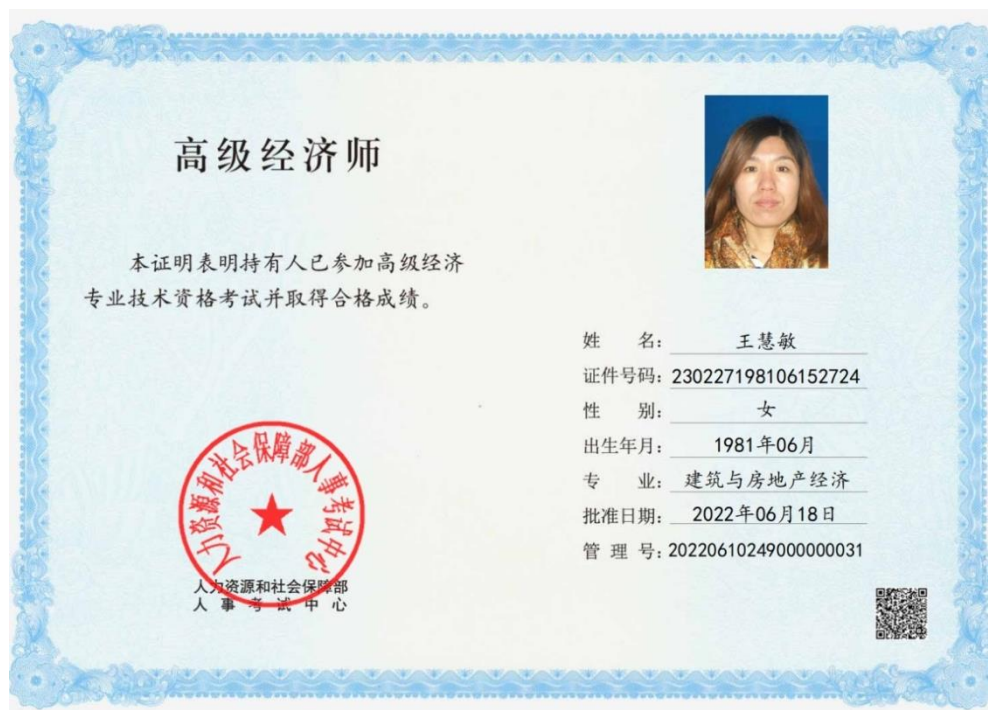 高级经济师
本证明表明持有人已参加高级经济
专业技术资格考试并取得合格成绩。
姓 名: 王慧敏
证件号码: 230227198106152724
性 别: 女
出生年月: 1981年06月
专 业: 建筑与房地产经济
批准日期: 2022年06月18日
管 理 号: 20220610249000000031
人力资源和社会保障部人事考试中心
人力资源和社会保障部
人 事 考 试 中 心